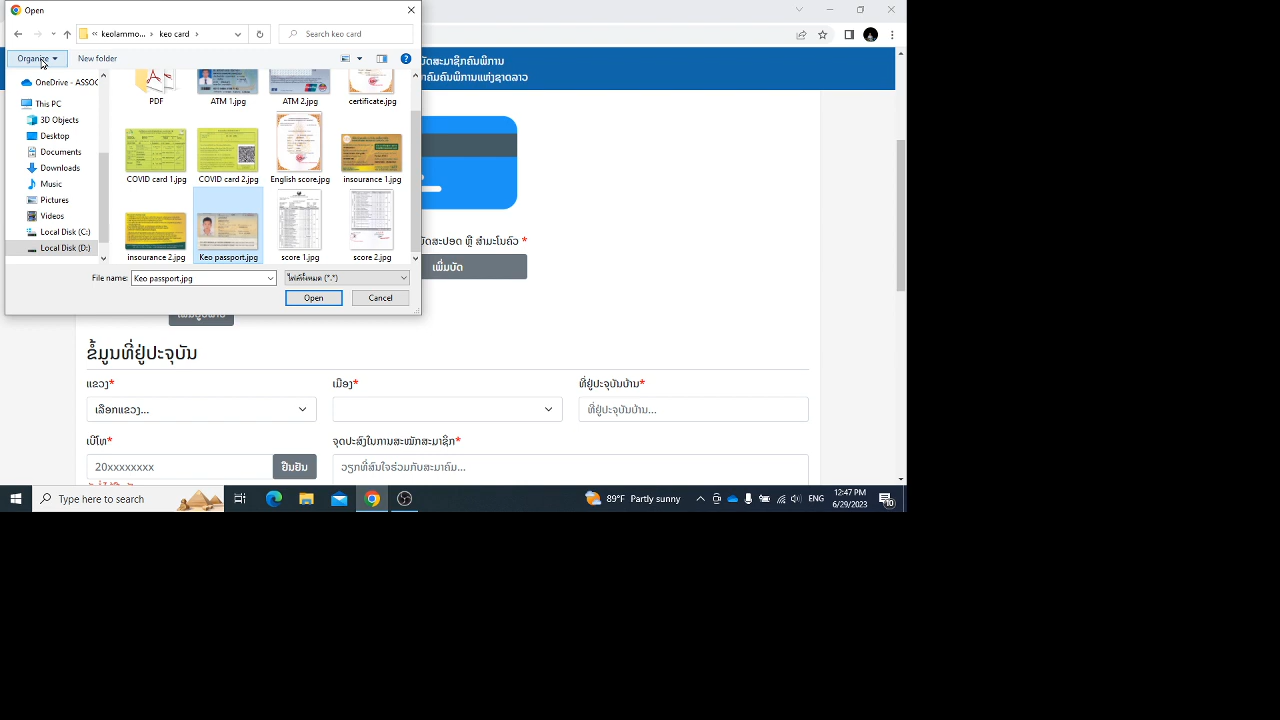 Open
« keolammo... › keo card ›
Search keo card
Organize
New folder
OneDrive - ASSOC
This PC
3D Objects
Desktop
Documents
Downloads
Music
Pictures
Videos
Local Disk (C:)
Local Disk (D:)
PDF
ATM 1.jpg
ATM 2.jpg
certificate.jpg
COVID card 1.jpg
COVID card 2.jpg
English score.jpg
insourance 1.jpg
insurance 2.jpg
Keo passport.jpg
score 1.jpg
score 2.jpg
File name: Keo passport.jpg
ໄຟລ໌ທັງໝົດ (*.*)
Open
Cancel
ບັດສະມາຊິກຄົນພິການ
າຄົມຄົນພິການແຫ່ງຊາດລາວ
ບັດສະປອດ ຫຼື ສຳມະໂນຄົວ *
ເພີ່ມບັດ
ຂໍ້ມູນທີ່ຢູ່ປະຈຸບັນ
ແຂວງ*
ເມືອງ*
ທີ່ຢູ່ປະຈຸບັນບ້ານ*
ເລືອກແຂວງ...
ທີ່ຢູ່ປະຈຸບັນບ້ານ...
ເບີໂທ*
ຈຸດປະສົງໃນການສະໝັກສະມາຊິກ*
20xxxxxxxx
ຢືນຢັນ
ວຽກທີ່ສົນໃຈຮ່ວມກັບສະມາຄົມ...
Type here to search
89°F Partly sunny
ENG
12:47 PM
6/29/2023
10